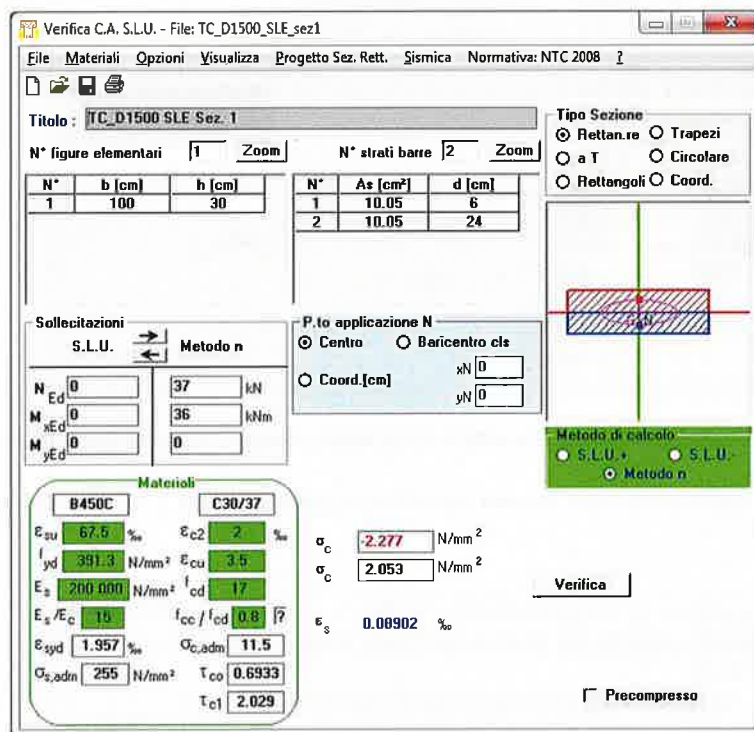 Verifica C.A. S.L.U. - File: TC_D1500_SLE_sez1
File Materiali Opzioni Visualizza Progetto Sez. Rett. Sismica Normativa: NTC 2008 ?
Titolo : TC_D1500 SLE Sez. 1
N° figure elementari 1 Zoom
N° b [cm] h [cm]
1 100 30
N° strati barre 2 Zoom
N° As [cm²] d [cm]
1 10.05 6
2 10.05 24
Tipo Sezione
Rettan.re Trapezi
a T Circolare
Rettangoli Coord.
N
Sollecitazioni
S.L.U. Metodo n
N Ed 0 37 kN
M xEd 0 36 kNm
M yEd 0 0
P.to applicazione N
Centro Baricentro cls
Coord.[cm] xN 0
yN 0
Metodo di calcolo
S.L.U.+ S.L.U.-
Metodo n
Materiali
B450C C30/37
εsu 67.5 ‰ εc2 2 ‰
fyd 391.3 N/mm² εcu 3.5
Es 200 000 N/mm² fcd 17
Es/Ec 15 fcc / fcd 0.8 ?
εsyd 1.957 ‰ σc,adm 11.5
σs,adm 255 N/mm² τco 0.6933
τc1 2.029
σc -2.277 N/mm²
σc 2.053 N/mm²
εs 0.08902 ‰
Verifica
Precompresso